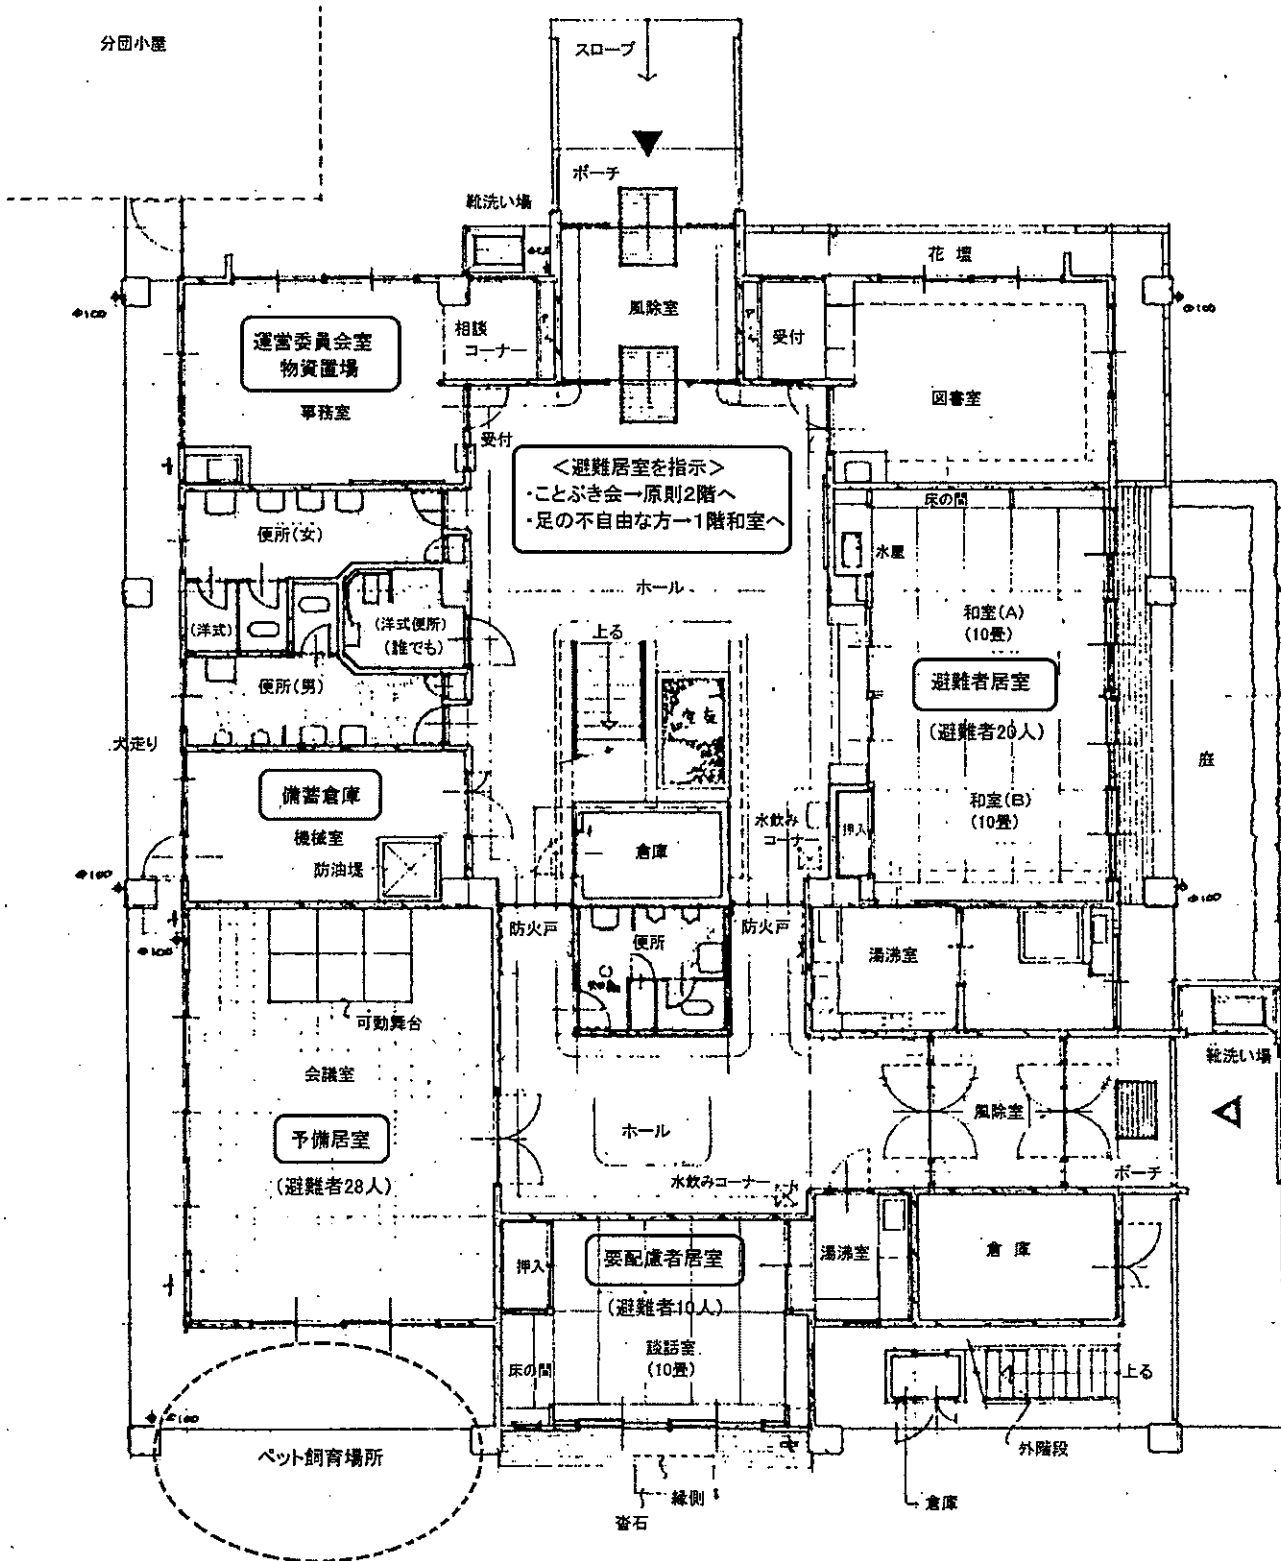 分団小屋
スロープ
ポーチ
靴洗い場
花壇
風除室
相談
コーナー
受付
運営委員会室
物資置場
事務室
図書室
受付
＜避難居室を指示＞
・ことぶき会→原則2階へ
・足の不自由な方→1階和室へ
床の間
水屋
便所(女)
ホール
和室(A)
(10畳)
(洋式)
(洋式便所)
(誰でも)
上る
避難者居室
(避難者20人)
便所(男)
犬走り
庭
備蓄倉庫
機械室
防油堤
倉庫
水飲み
コーナー
押入
和室(B)
(10畳)
防火戸
便所
防火戸
湯沸室
可動舞台
会議室
予備居室
(避難者28人)
ホール
風除室
靴洗い場
ポーチ
水飲みコーナー
押入
要配慮者居室
(避難者10人)
談話室
(10畳)
床の間
湯沸室
倉庫
上る
外階段
倉庫
ペット飼育場所
縁側
沓石